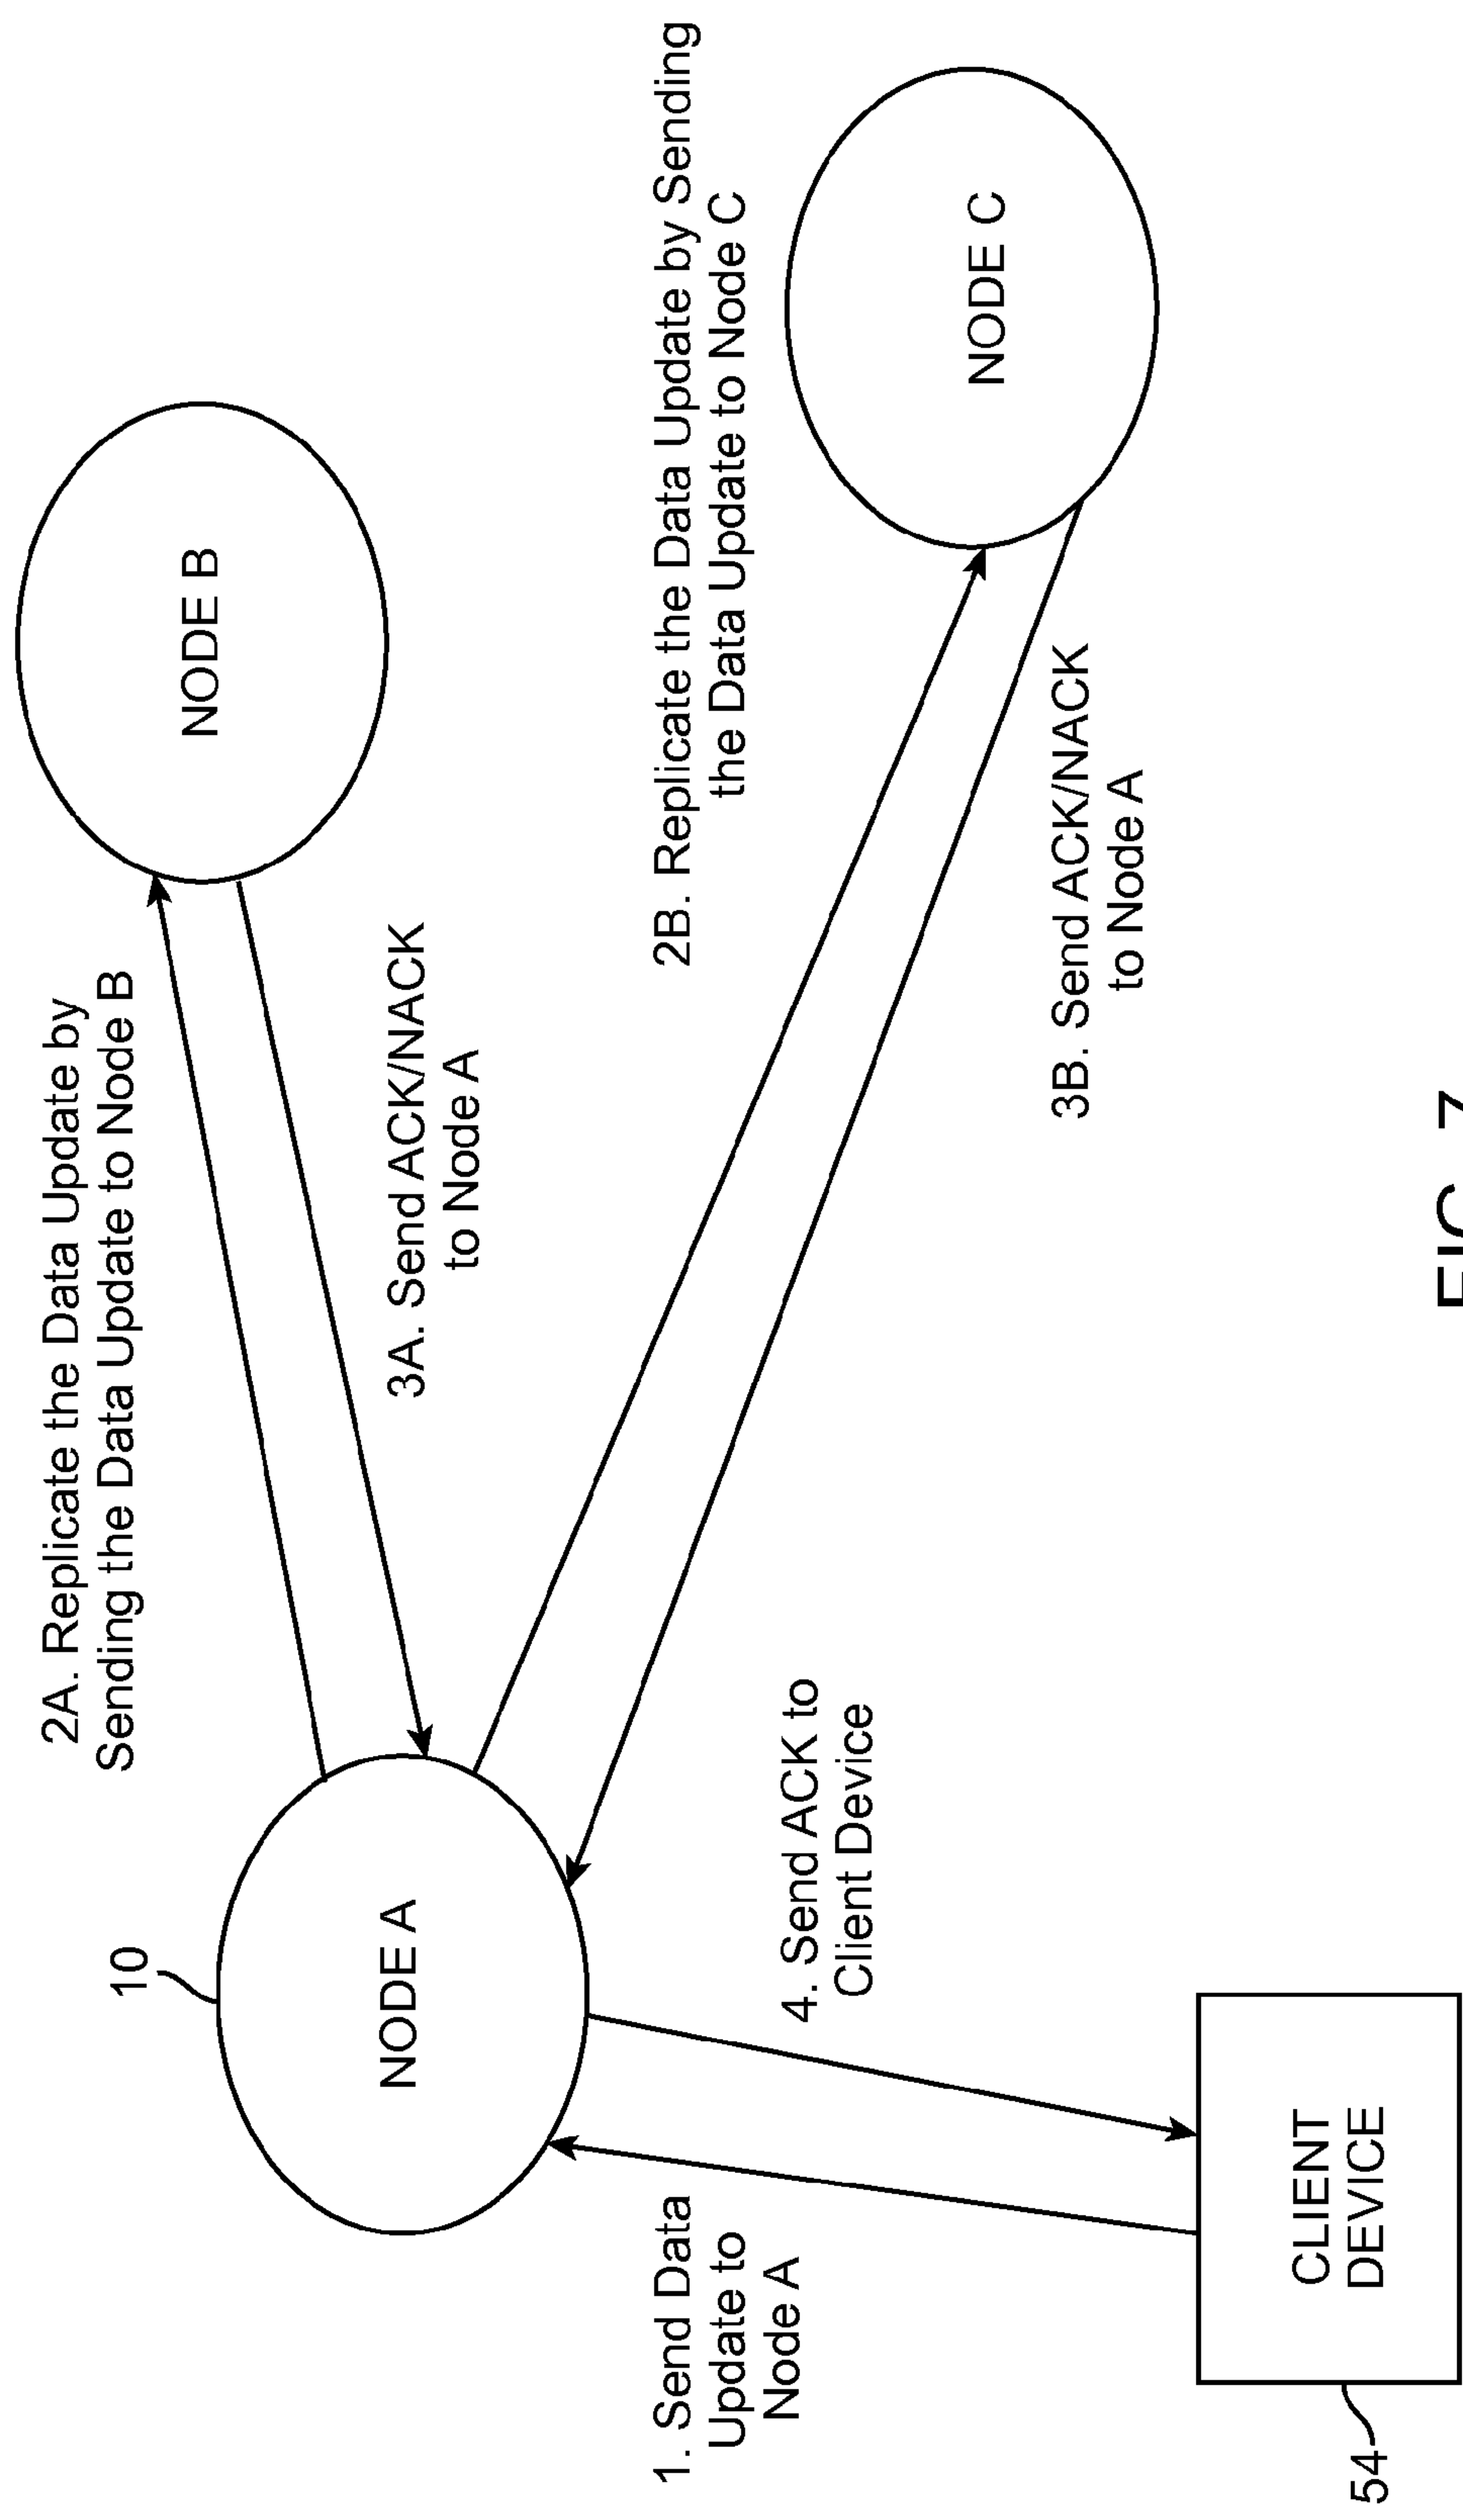 2A. Replicate the Data Update by
Sending the Data Update to Node B
NODE B
10
NODE A
3A. Send ACK/NACK
to Node A
2B. Replicate the Data Update by Sending
the Data Update to Node C
NODE C
1. Send Data
Update to
Node A
4. Send ACK to
Client Device
3B. Send ACK/NACK
to Node A
CLIENT
DEVICE
54